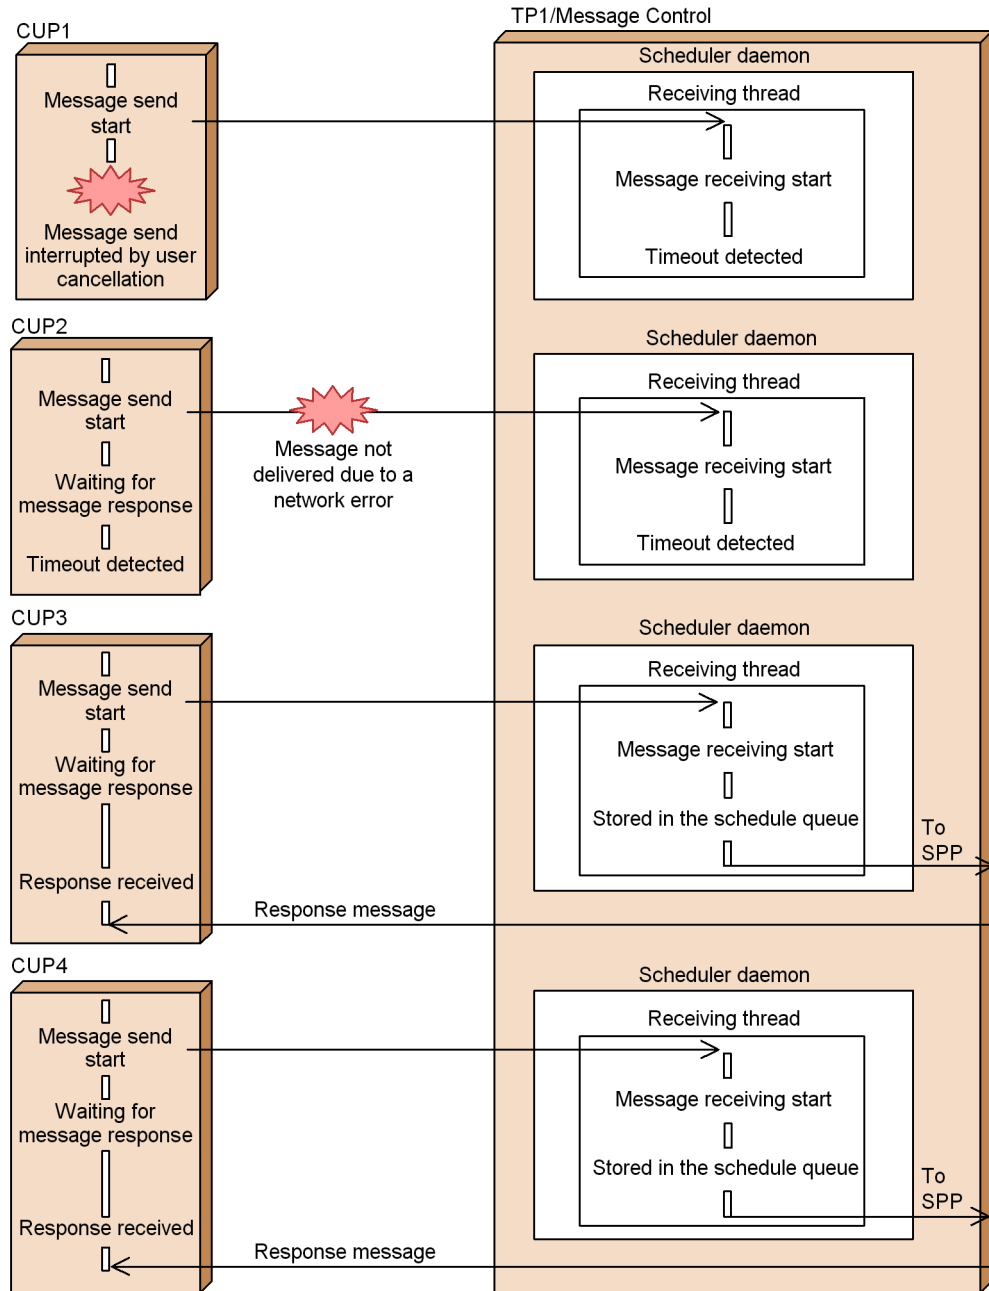 TP1/Message Control
CUP1
Message send
start
Message send
interrupted by user
cancellation
Scheduler daemon
Receiving thread
Message receiving start
Timeout detected
CUP2
Message send
start
Waiting for
message response
Timeout detected
Message not
delivered due to a
network error
Scheduler daemon
Receiving thread
Message receiving start
Timeout detected
CUP3
Message send
start
Waiting for
message response
Response received
Scheduler daemon
Receiving thread
Message receiving start
Stored in the schedule queue
To
SPP
Response message
CUP4
Message send
start
Waiting for
message response
Response received
Scheduler daemon
Receiving thread
Message receiving start
Stored in the schedule queue
To
SPP
Response message